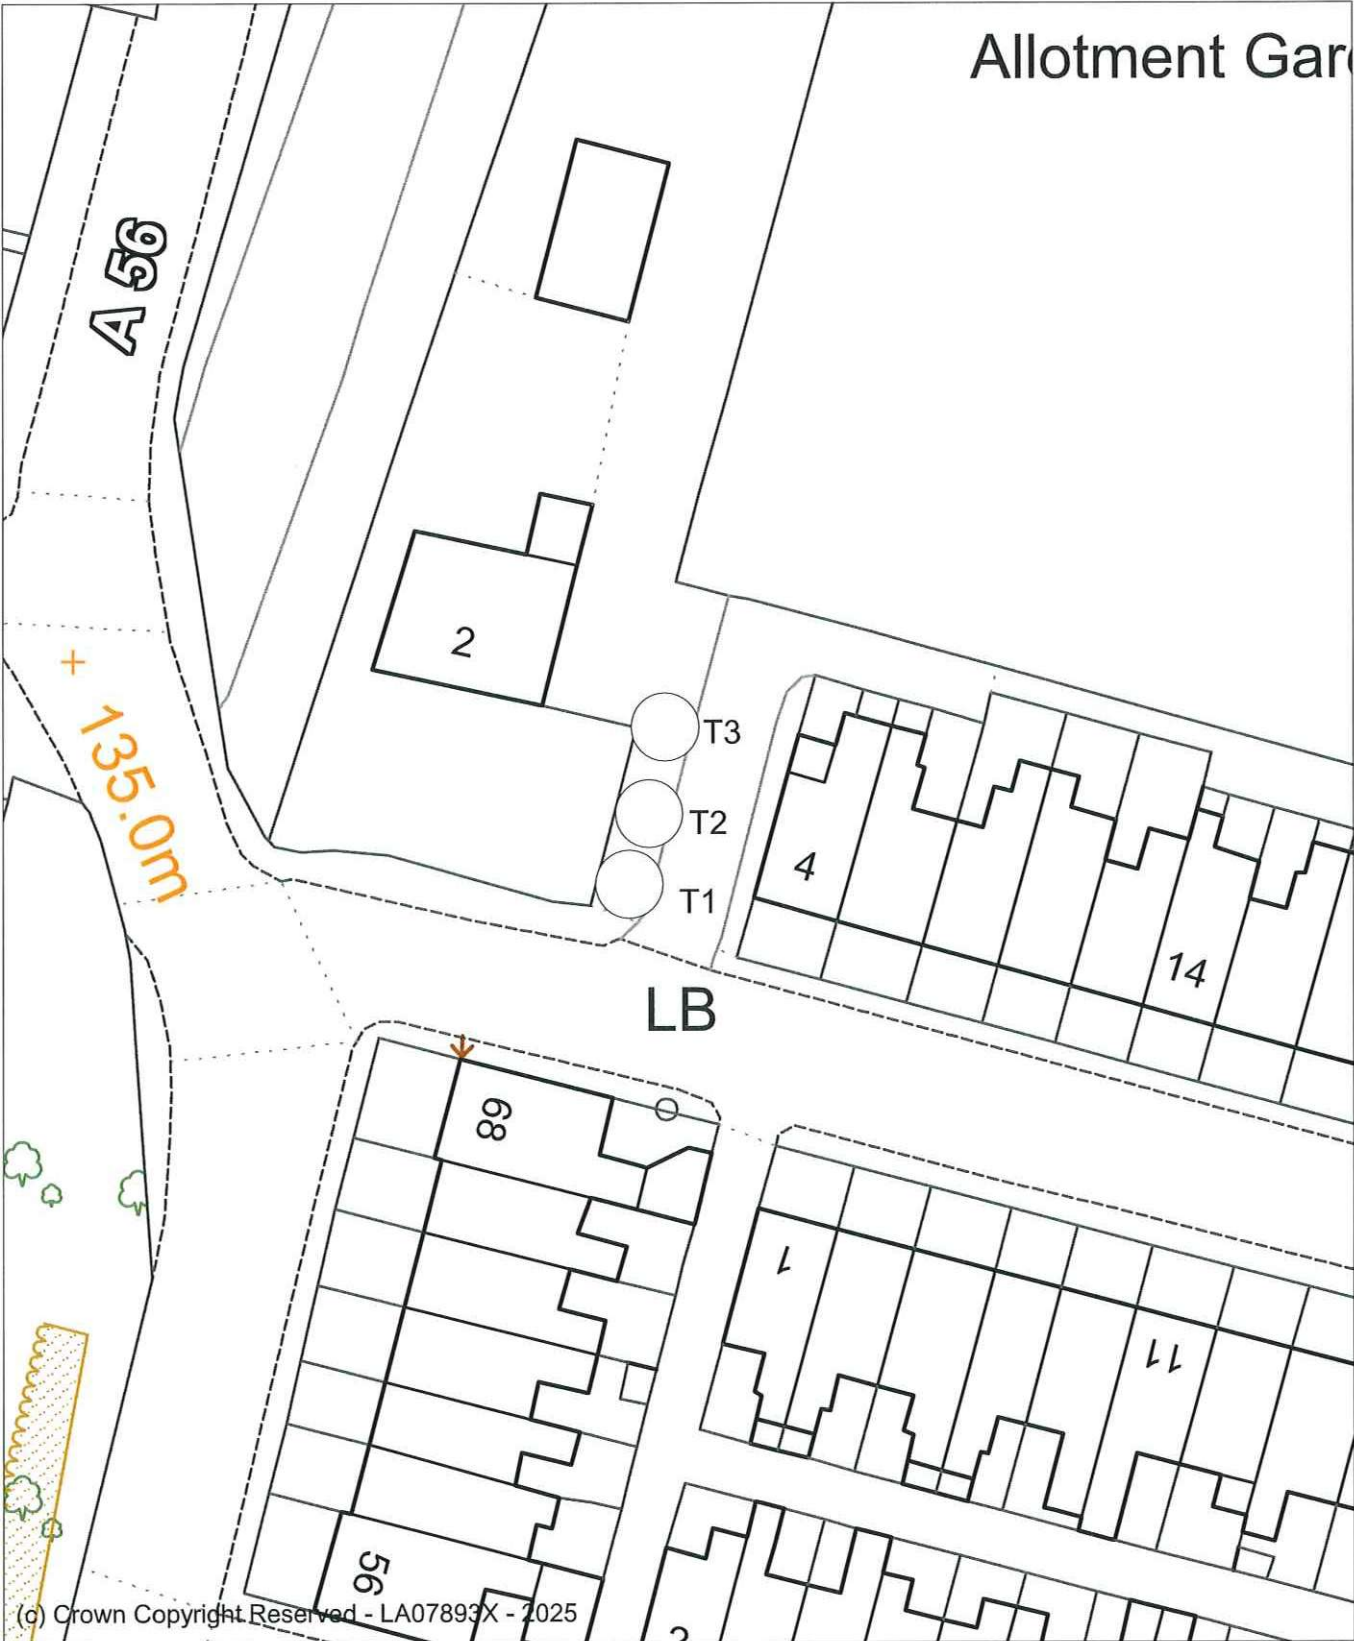 Allotment Gar
A 56
2
135.0m
T3
T2
T1
4
14
LB
68
1
11
56
(c) Crown Copyright Reserved - LA07893X - 2025